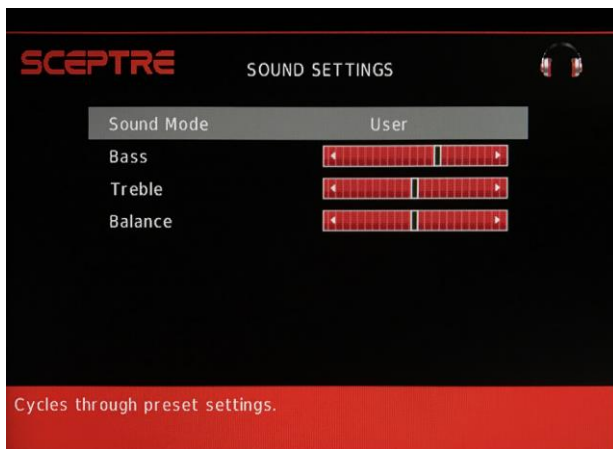 SCEPTRE
SOUND SETTINGS
Sound Mode User
Bass
Treble
Balance
Cycles through preset settings.